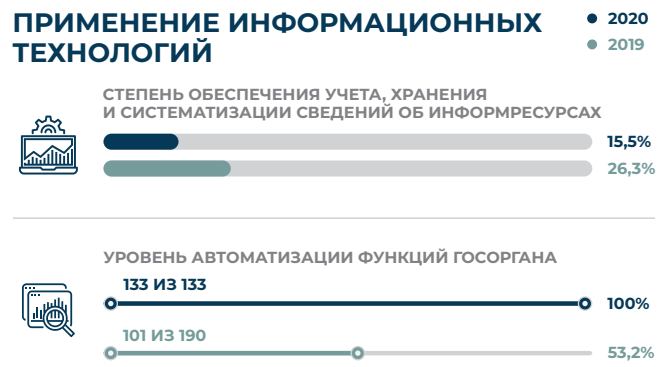 ПРИМЕНЕНИЕ ИНФОРМАЦИОННЫХ
ТЕХНОЛОГИЙ
2020
2019
СТЕПЕНЬ ОБЕСПЕЧЕНИЯ УЧЕТА, ХРАНЕНИЯ
И СИСТЕМАТИЗАЦИИ СВЕДЕНИЙ ОБ ИНФОРМРЕСУРСАХ
15,5%
26,3%
УРОВЕНЬ АВТОМАТИЗАЦИИ ФУНКЦИЙ ГОСОРГАНА
133 ИЗ 133
100%
101 ИЗ 190
53,2%